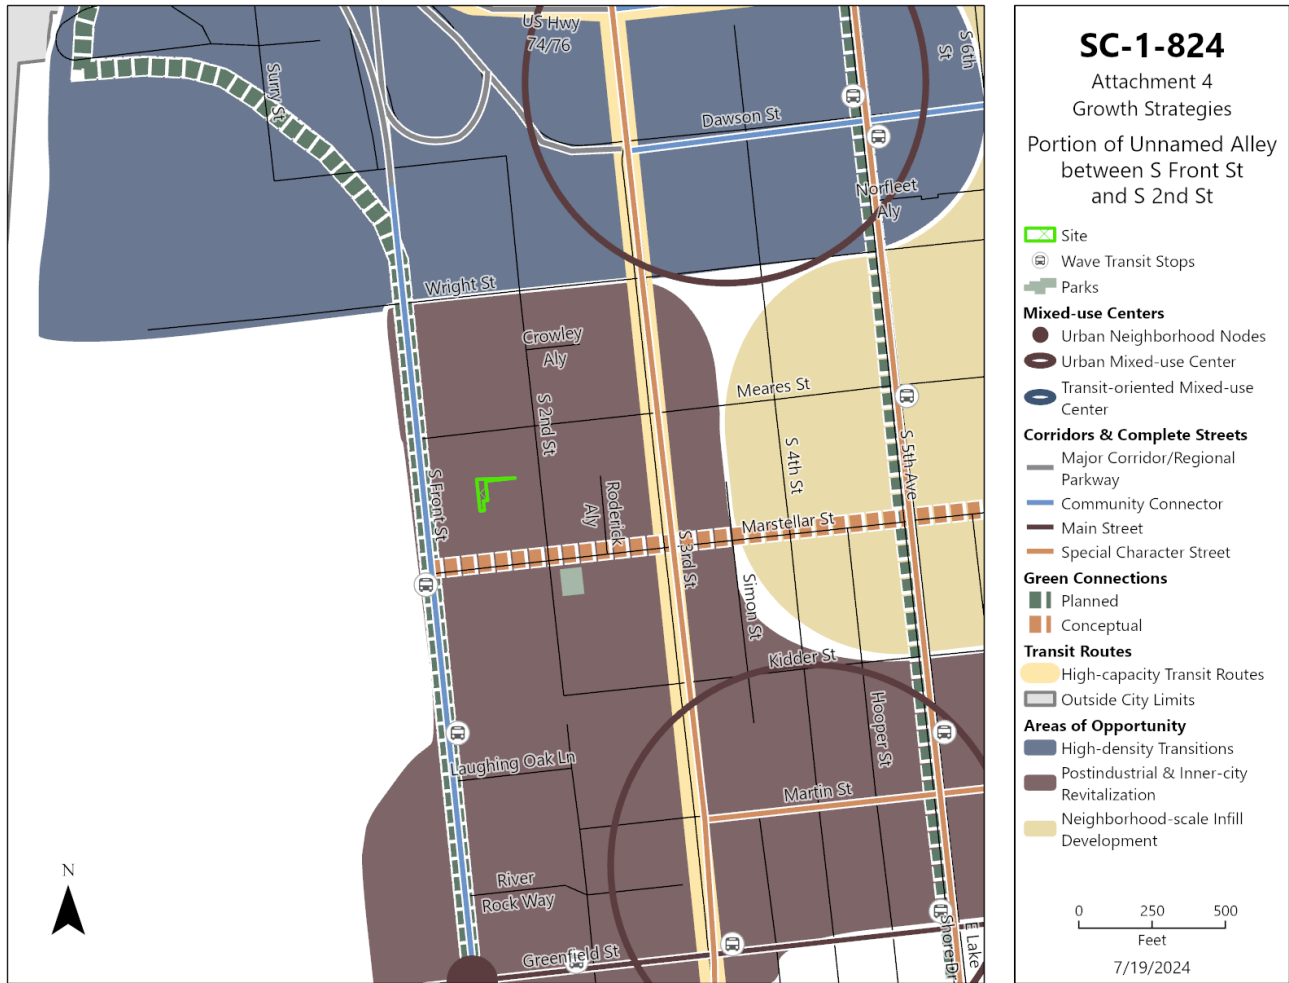 US Hwy
74/76
S 6th
St
Surry St
Dawson St
Norfleet
Aly
Wright St
Crowley
Aly
Meares St
S 2nd St
S 4th St
S 5th Ave
S Front St
Roderick
Aly
Marstellar St
S 3rd St
Simon St
Kidder St
Hooper St
Laughing Oak Ln
Martin St
River
Rock Way
Greenfield St
Lake
Shore Dr
N
SC-1-824
Attachment 4
Growth Strategies
Portion of Unnamed Alley
between S Front St
and S 2nd St
Site
Wave Transit Stops
Parks
Mixed-use Centers
Urban Neighborhood Nodes
Urban Mixed-use Center
Transit-oriented Mixed-use
Center
Corridors & Complete Streets
Major Corridor/Regional
Parkway
Community Connector
Main Street
Special Character Street
Green Connections
Planned
Conceptual
Transit Routes
High-capacity Transit Routes
Outside City Limits
Areas of Opportunity
High-density Transitions
Postindustrial & Inner-city
Revitalization
Neighborhood-scale Infill
Development
0 250 500
Feet
7/19/2024